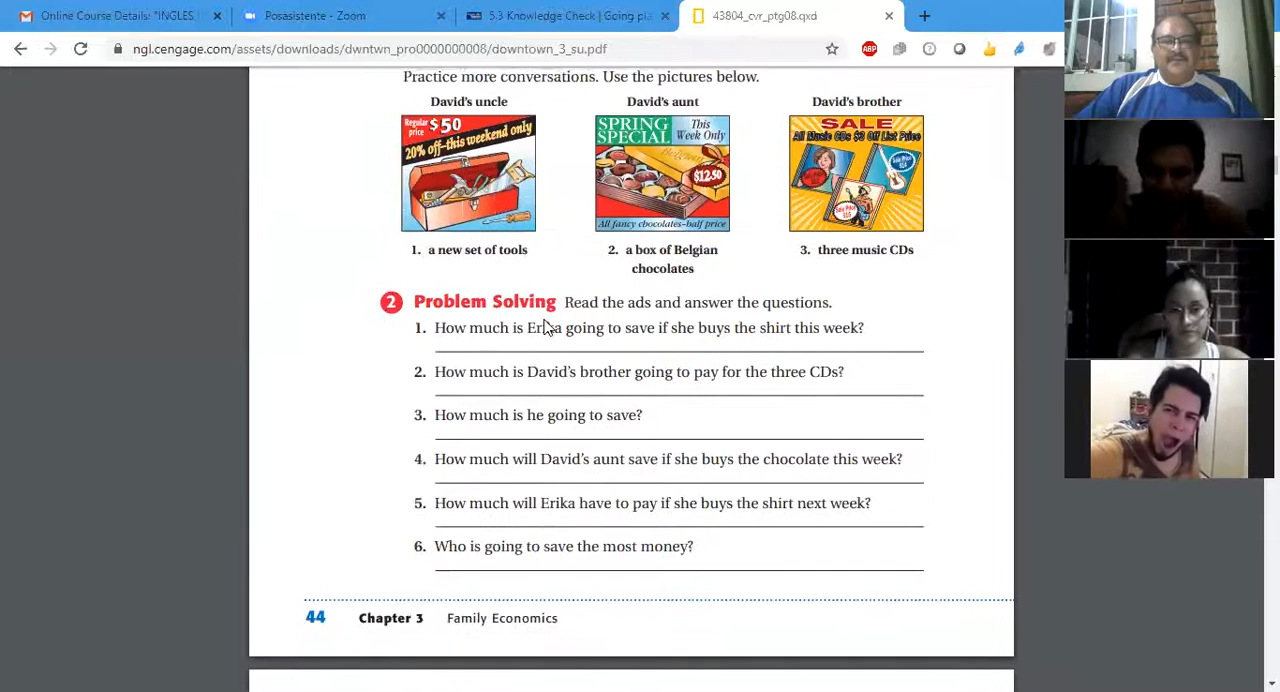 Online Course Details: "INGLES
Posasistente - Zoom
5.3 Knowledge Check | Going pla
43804_cvr_ptg08.qxd
ngl.cengage.com/assets/downloads/dwntwn_pro0000000008/downtown_3_su.pdf
ABP
Practice more conversations. Use the pictures below.
David's uncle
David's aunt
David's brother
Regular price $50
20% off–this weekend only
SPRING SPECIAL
This Week Only
$12.50
All fancy chocolates–half price
SALE
All Music CDs $3 Off List Price
1. a new set of tools
2. a box of Belgian chocolates
3. three music CDs
2 Problem Solving Read the ads and answer the questions.
1. How much is Erika going to save if she buys the shirt this week?
2. How much is David's brother going to pay for the three CDs?
3. How much is he going to save?
4. How much will David's aunt save if she buys the chocolate this week?
5. How much will Erika have to pay if she buys the shirt next week?
6. Who is going to save the most money?
44 Chapter 3 Family Economics